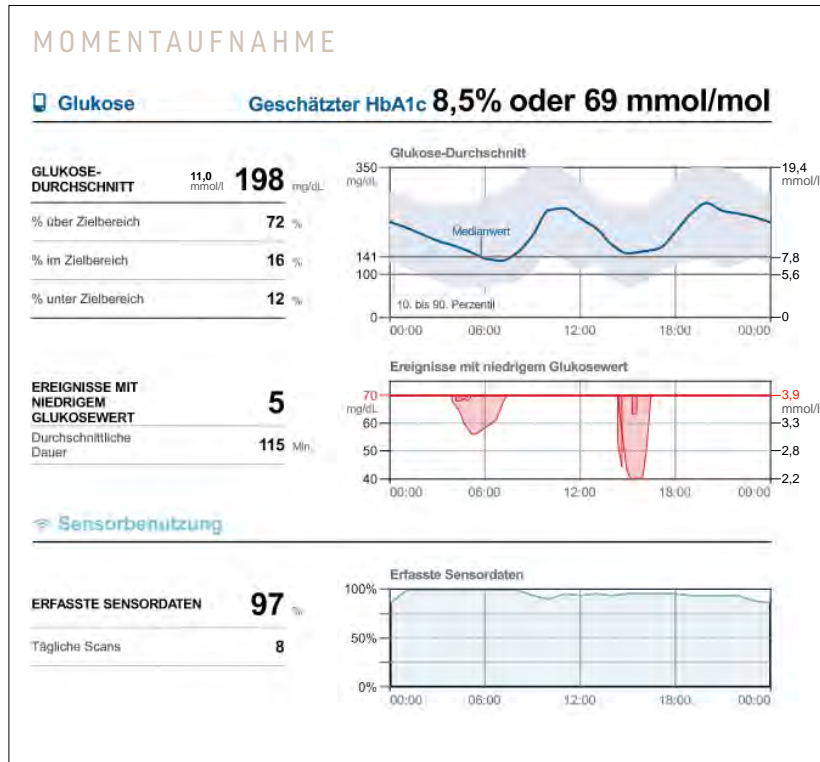 MOMENTAUFNAHME
Glukose
Geschätzter HbA1c 8,5% oder 69 mmol/mol
GLUKOSE-
DURCHSCHNITT
11,0
mmol/l
198 mg/dL
% über Zielbereich 72 %
% im Zielbereich 16 %
% unter Zielbereich 12 %
Glukose-Durchschnitt
350
mg/dL
141
100
0
19,4
mmol/l
7,8
5,6
0
Medianwert
10. bis 90. Perzentil
00:00 06:00 12:00 18:00 00:00
EREIGNISSE MIT
NIEDRIGEM
GLUKOSEWERT
5
Durchschnittliche
Dauer
115 Min.
Ereignisse mit niedrigem Glukosewert
70
mg/dL
60
50
40
3,9
mmol/l
3,3
2,8
2,2
00:00 06:00 12:00 18:00 00:00
Sensorbenutzung
ERFASSTE SENSORDATEN 97 %
Tägliche Scans 8
Erfasste Sensordaten
100%
50%
0%
00:00 06:00 12:00 18:00 00:00